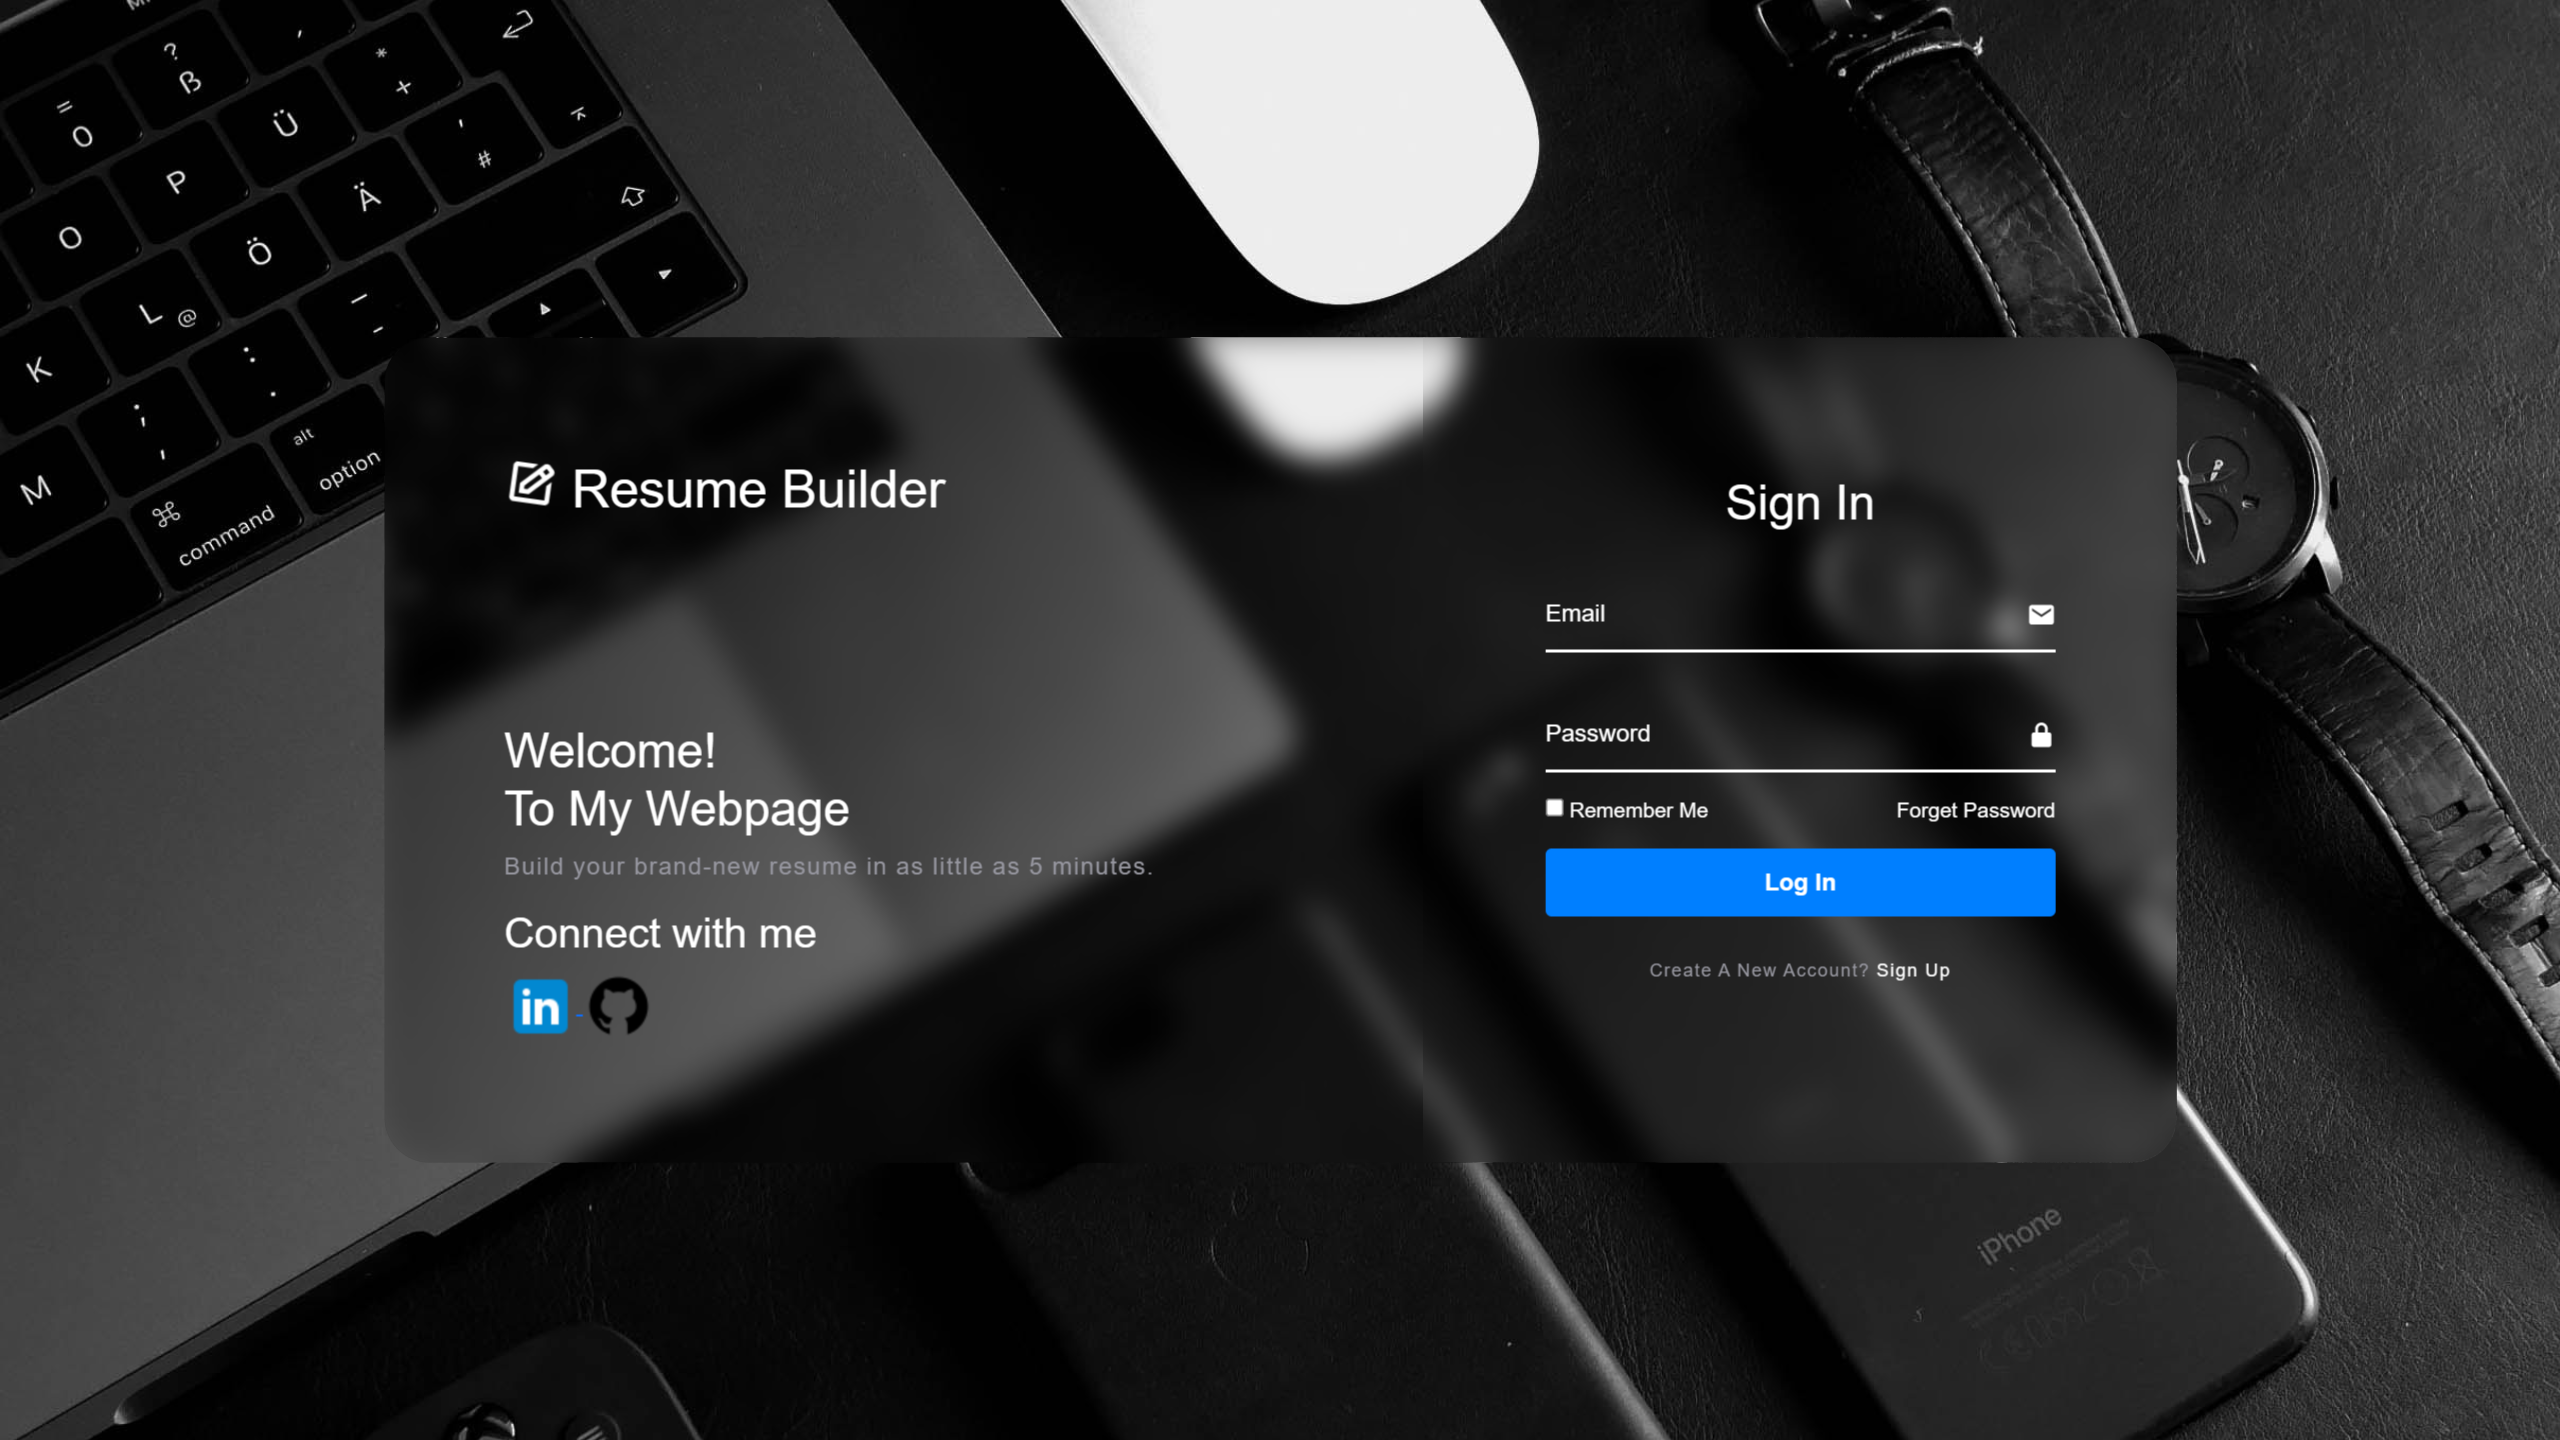 ?
ß
=
0
Ü
*
+
P
'
#
O
Ö
Ä
L @
K
:
.
–
-
M
;
,
alt
option
⌘
command
Resume Builder
Welcome!
To My Webpage
Build your brand-new resume in as little as 5 minutes.
Connect with me
in
Sign In
Email
Password
Remember Me
Forget Password
Log In
Create A New Account? Sign Up
iPhone